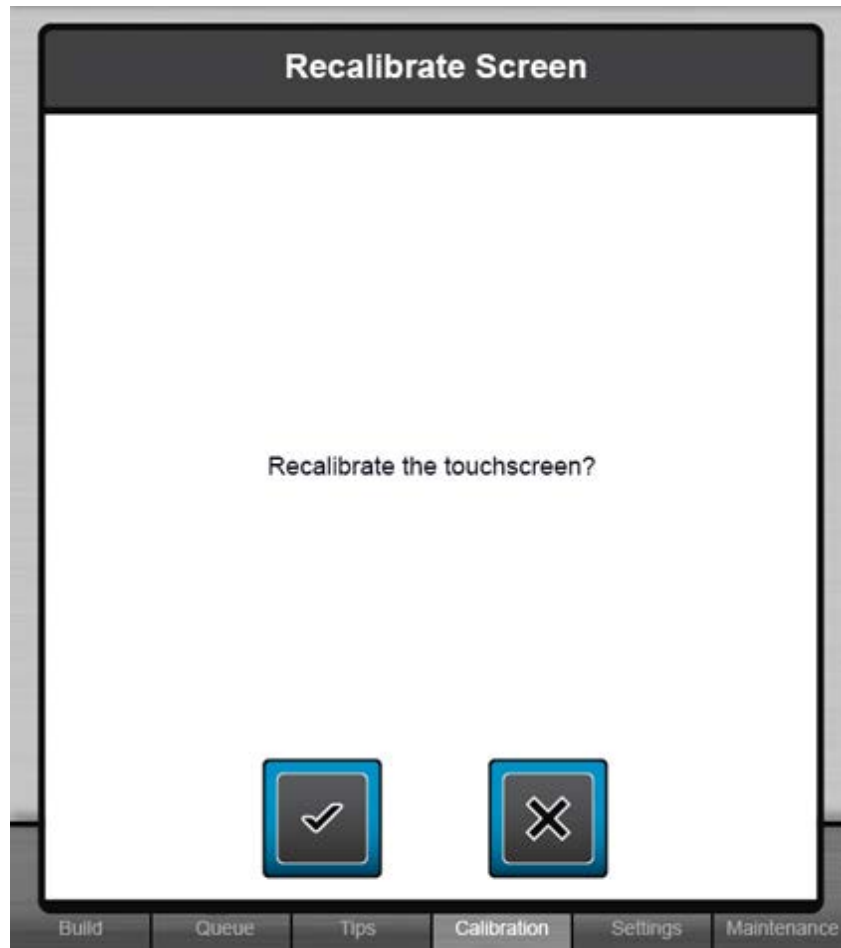 Recalibrate Screen
Recalibrate the touchscreen?
Build Queue Tips Calibration Settings Maintenance